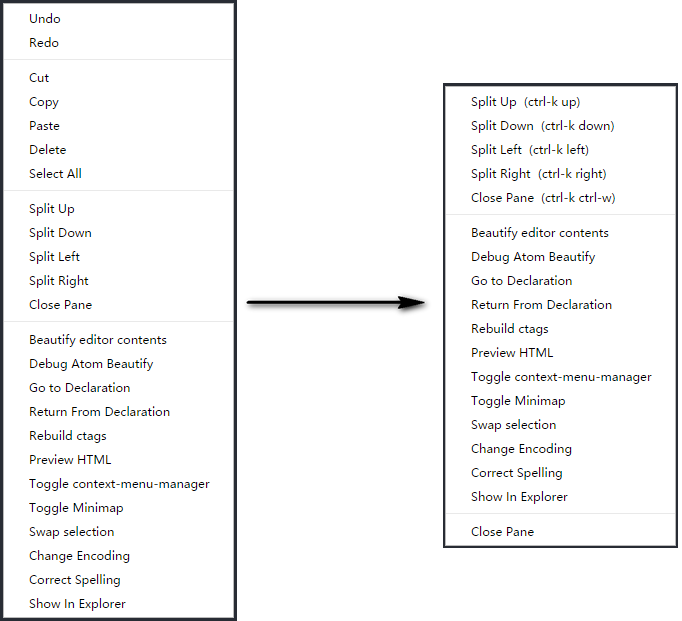 Undo
Redo
Cut
Copy
Paste
Delete
Select All
Split Up
Split Down
Split Left
Split Right
Close Pane
Beautify editor contents
Debug Atom Beautify
Go to Declaration
Return From Declaration
Rebuild ctags
Preview HTML
Toggle context-menu-manager
Toggle Minimap
Swap selection
Change Encoding
Correct Spelling
Show In Explorer
Split Up (ctrl-k up)
Split Down (ctrl-k down)
Split Left (ctrl-k left)
Split Right (ctrl-k right)
Close Pane (ctrl-k ctrl-w)
Beautify editor contents
Debug Atom Beautify
Go to Declaration
Return From Declaration
Rebuild ctags
Preview HTML
Toggle context-menu-manager
Toggle Minimap
Swap selection
Change Encoding
Correct Spelling
Show In Explorer
Close Pane